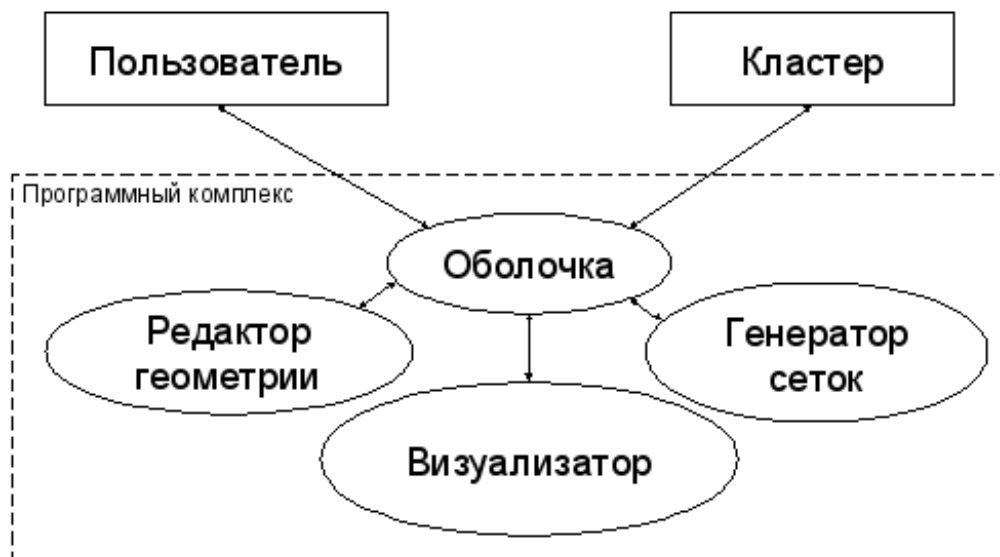 Пользователь
Кластер
Программный комплекс
Оболочка
Редактор
геометрии
Генератор
сеток
Визуализатор